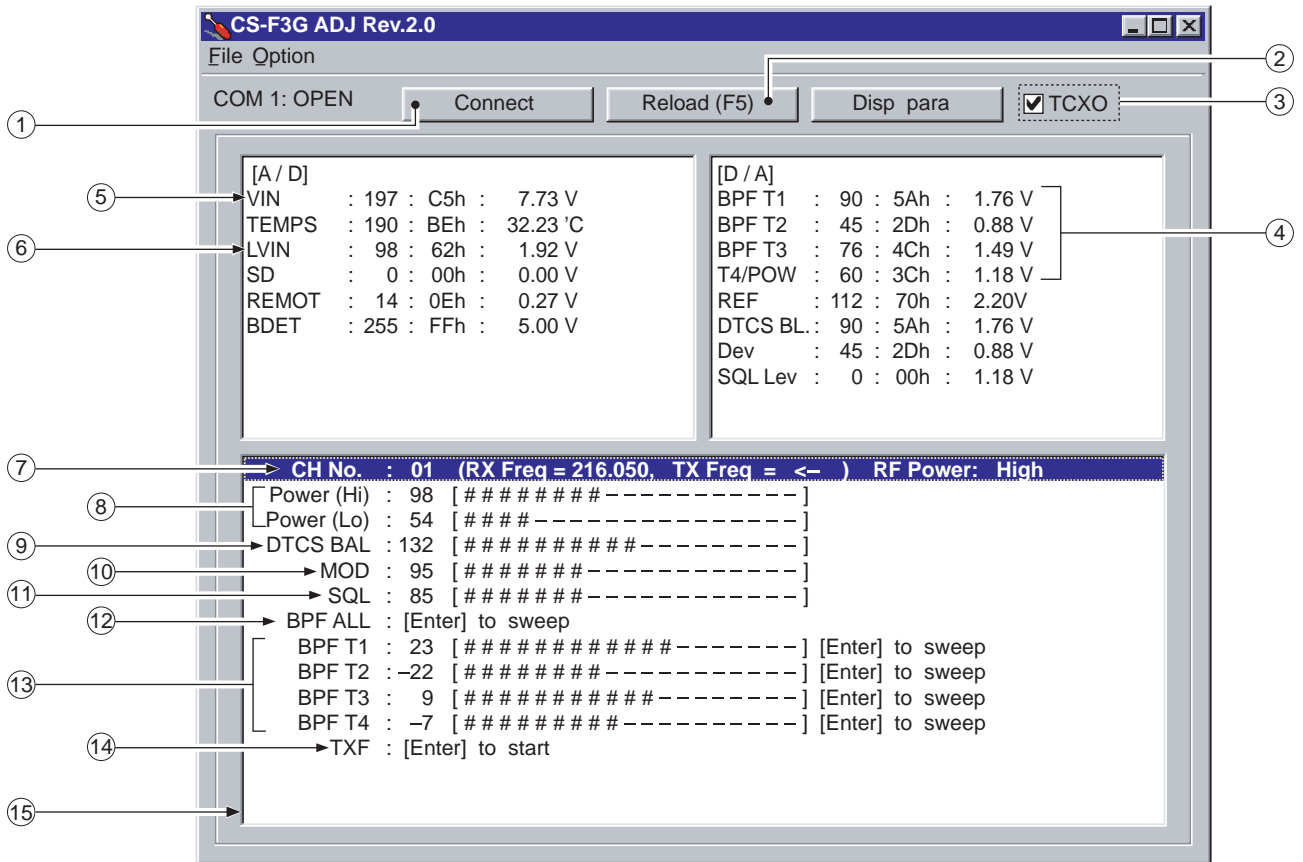 CS-F3G ADJ Rev.2.0
File Option
COM 1: OPEN Connect Reload (F5) Disp para TCXO
[A / D]
VIN : 197 : C5h : 7.73 V
TEMPS : 190 : BEh : 32.23 'C
LVIN : 98 : 62h : 1.92 V
SD : 0 : 00h : 0.00 V
REMOT : 14 : 0Eh : 0.27 V
BDET : 255 : FFh : 5.00 V
[D / A]
BPF T1 : 90 : 5Ah : 1.76 V
BPF T2 : 45 : 2Dh : 0.88 V
BPF T3 : 76 : 4Ch : 1.49 V
T4/POW : 60 : 3Ch : 1.18 V
REF : 112 : 70h : 2.20V
DTCS BL. : 90 : 5Ah : 1.76 V
Dev : 45 : 2Dh : 0.88 V
SQL Lev : 0 : 00h : 1.18 V
CH No. : 01 (RX Freq = 216.050, TX Freq = <– ) RF Power: High
Power (Hi) : 98 [ # # # # # # # # – – – – – – – – – – – – ]
Power (Lo) : 54 [ # # # # – – – – – – – – – – – – – – – – ]
DTCS BAL : 132 [ # # # # # # # # # # – – – – – – – – – – ]
MOD : 95 [ # # # # # # # – – – – – – – – – – – – – ]
SQL : 85 [ # # # # # # # – – – – – – – – – – – – – ]
BPF ALL : [Enter] to sweep
BPF T1 : 23 [ # # # # # # # # # # # # – – – – – – – – ] [Enter] to sweep
BPF T2 : –22 [ # # # # # # # # – – – – – – – – – – – – ] [Enter] to sweep
BPF T3 : 9 [ # # # # # # # # # # # – – – – – – – – – ] [Enter] to sweep
BPF T4 : –7 [ # # # # # # # # # – – – – – – – – – – – ] [Enter] to sweep
TXF : [Enter] to start
1
2
3
4
5
6
7
8
9
10
11
12
13
14
15